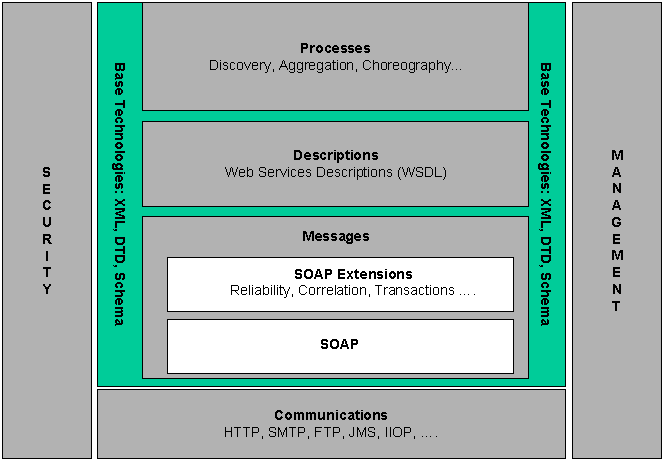 SECURITY
Base Technologies: XML, DTD, Schema
Processes
Discovery, Aggregation, Choreography...
Descriptions
Web Services Descriptions (WSDL)
Messages
SOAP Extensions
Reliability, Correlation, Transactions ….
SOAP
Base Technologies: XML, DTD, Schema
MANAGEMENT
Communications
HTTP, SMTP, FTP, JMS, IIOP, ….